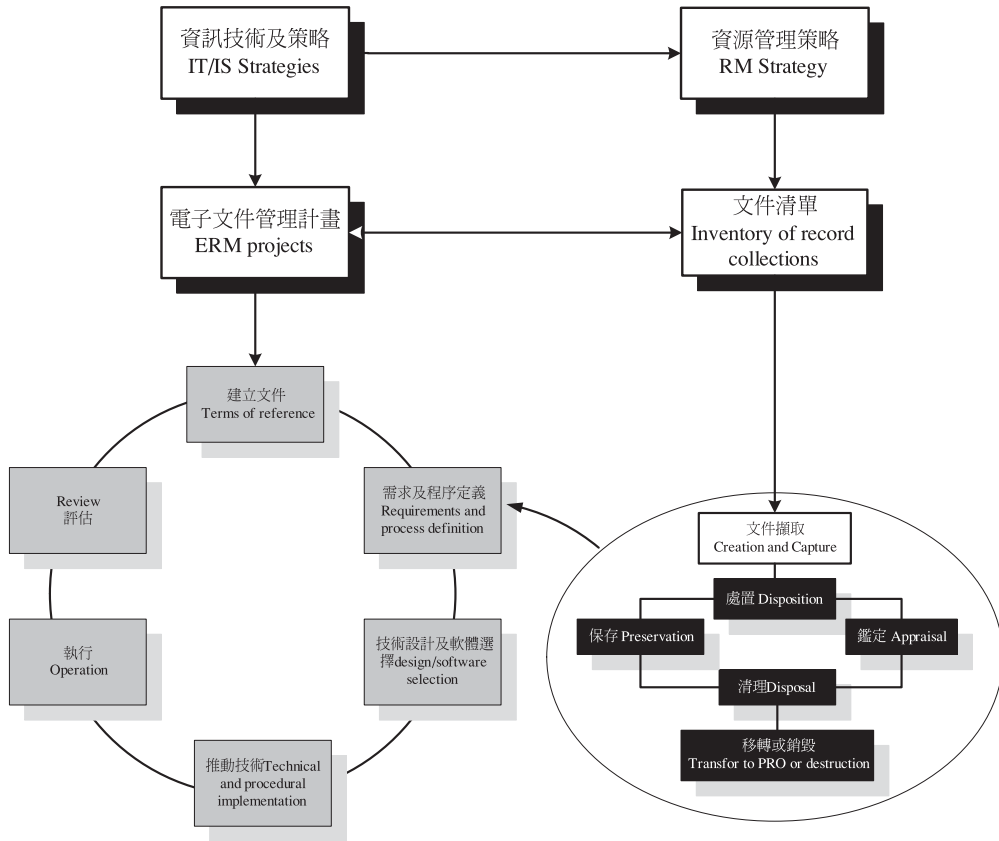 資訊技術及策略
IT/IS Strategies
資源管理策略
RM Strategy
電子文件管理計畫
ERM projects
文件清單
Inventory of record
collections
建立文件
Terms of reference
需求及程序定義
Requirements and
process definition
Review
評估
文件擷取
Creation and Capture
處置 Disposition
保存 Preservation
鑑定 Appraisal
執行
Operation
技術設計及軟體選
擇design/software
selection
清理Disposal
移轉或銷毀
Transfor to PRO or destruction
推動技術Technical
and procedural
implementation